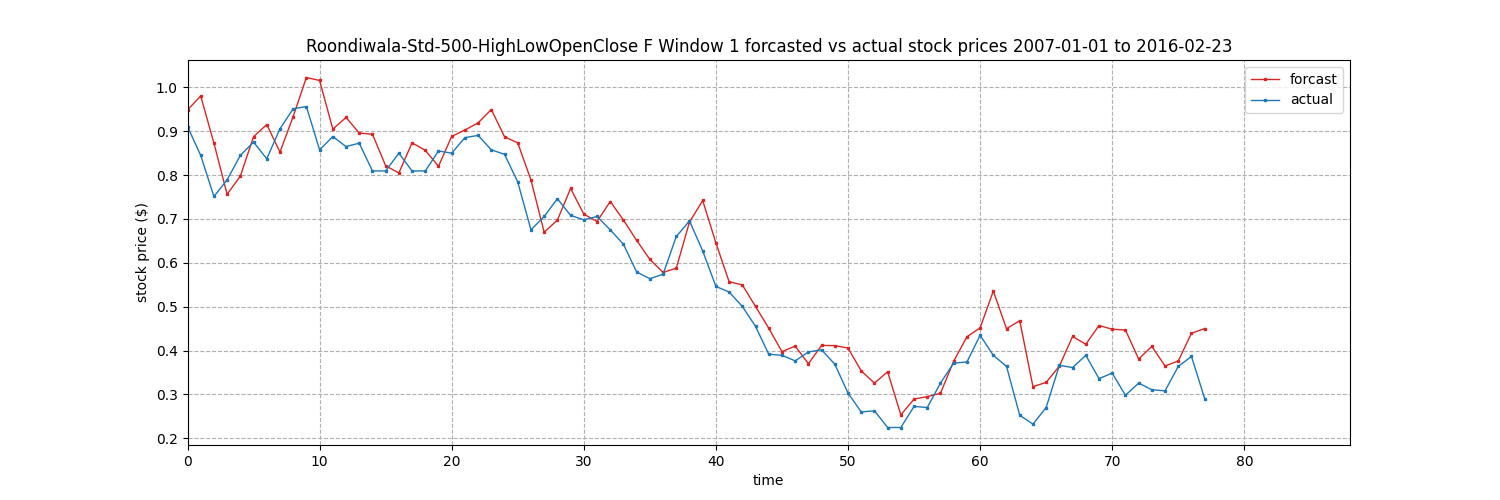 Roondiwala-Std-500-HighLowOpenClose F Window 1 forcasted vs actual stock prices 2007-01-01 to 2016-02-23
forcast
actual
stock price ($)
1.0
0.9
0.8
0.7
0.6
0.5
0.4
0.3
0.2
0 10 20 30 40 50 60 70 80
time